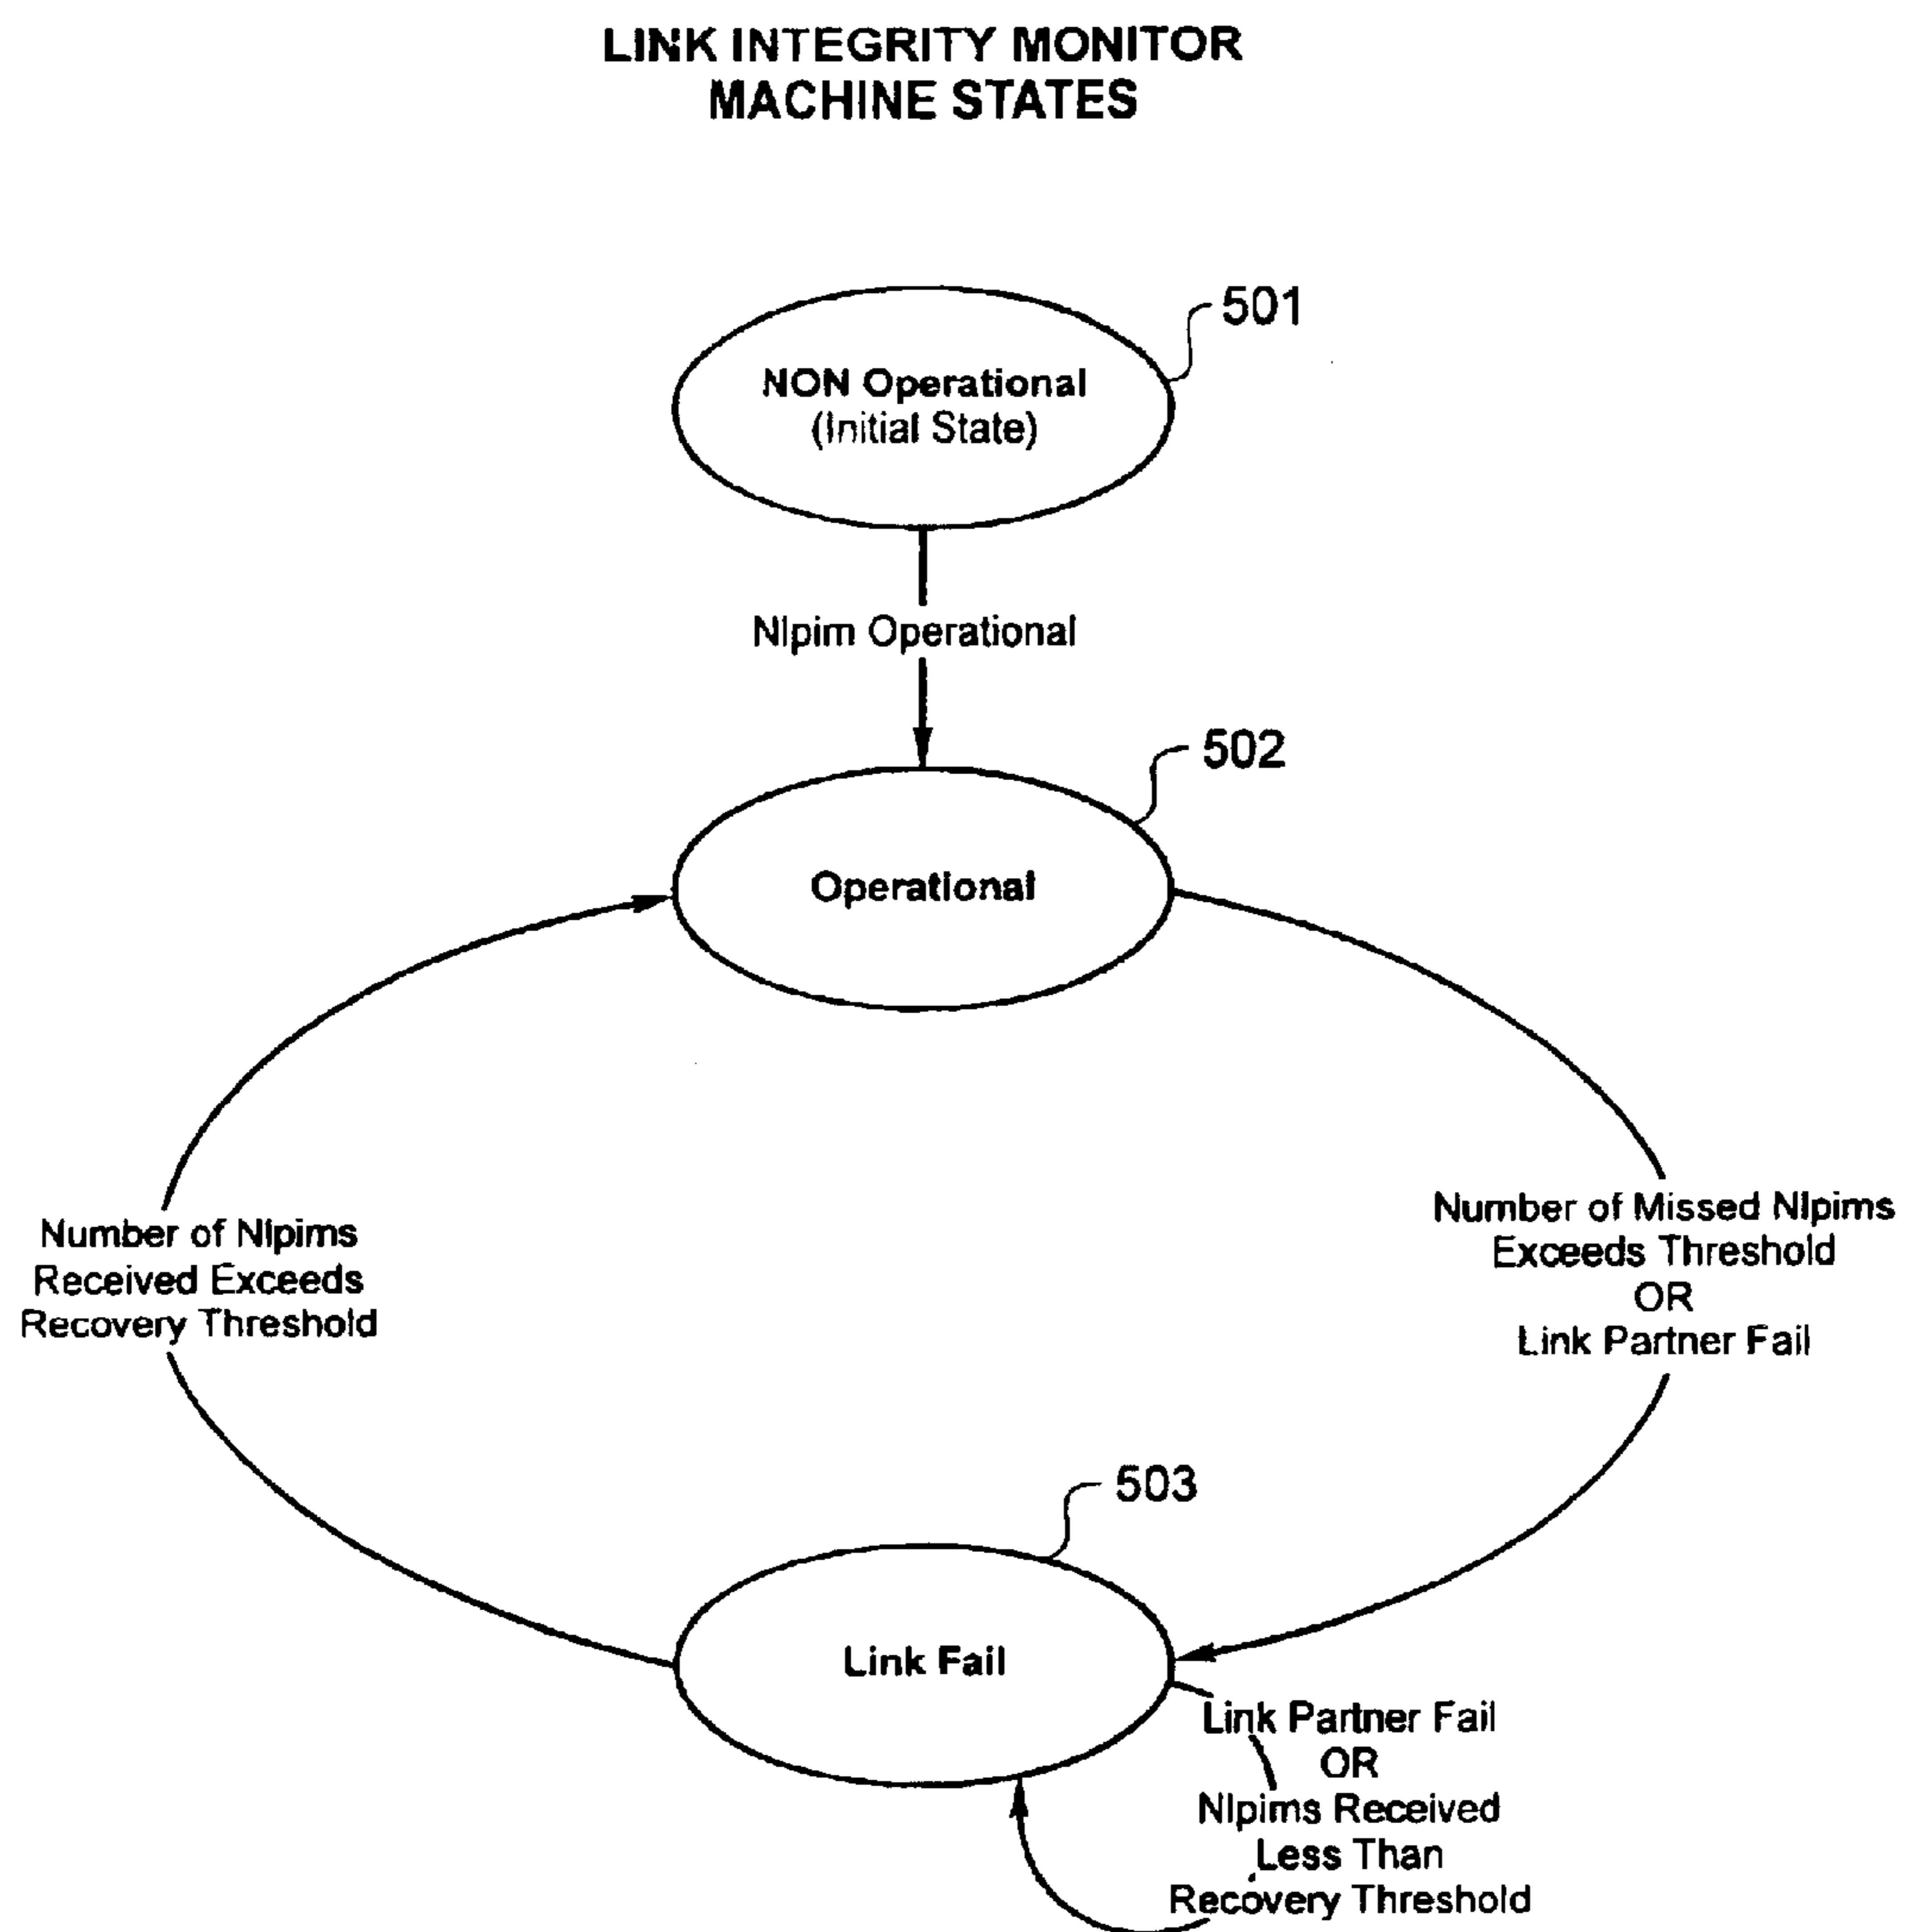 LINK INTEGRITY MONITOR
MACHINE STATES
501
NON Operational
(Initial State)
Nlpim Operational
502
Operational
Number of Nlpims
Received Exceeds
Recovery Threshold
Number of Missed Nlpims
Exceeds Threshold
OR
Link Partner Fail
503
Link Fail
Link Partner Fail
OR
Nlpims Received
Less Than
Recovery Threshold